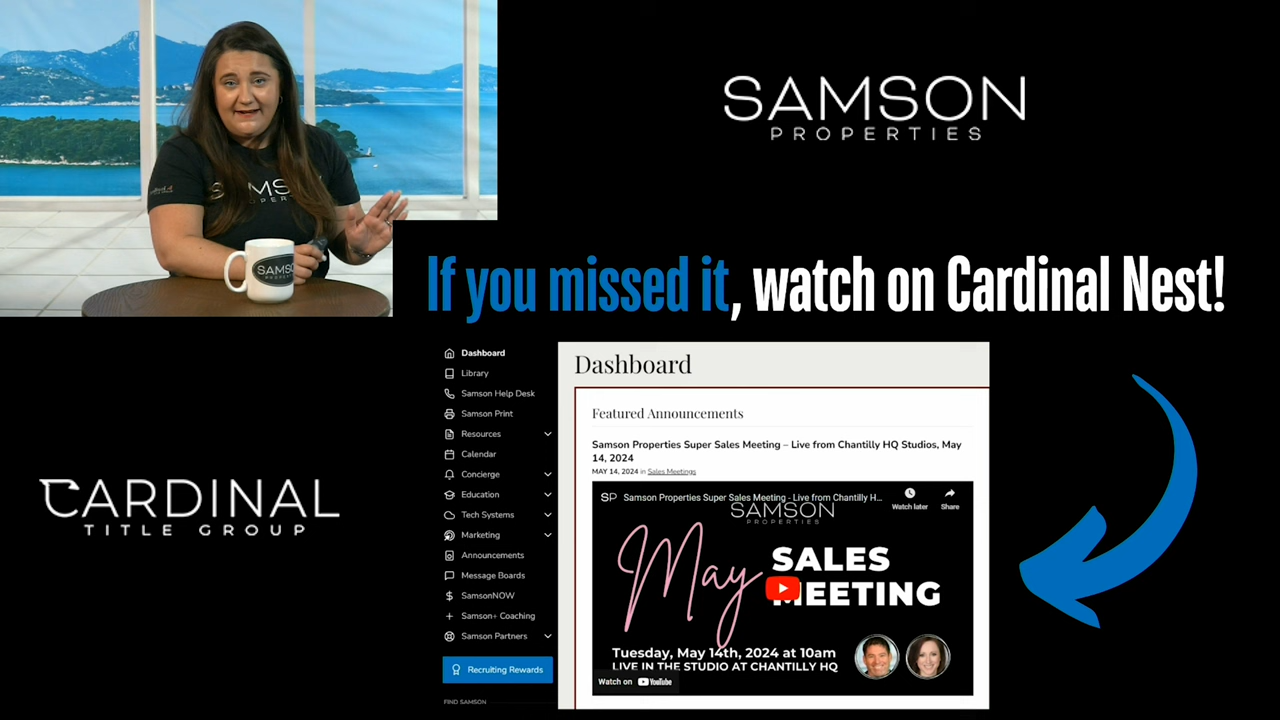 SAMSON
PROPERTIES
SAMSO
If you missed it, watch on Cardinal Nest!
CARDINAL
TITLE GROUP
Dashboard
Library
Samson Help Desk
Samson Print
Resources
Calendar
Concierge
Education
Tech Systems
Marketing
Announcements
Message Boards
SamsonNOW
Samson+ Coaching
Samson Partners
Recruiting Rewards
FIND SAMSON
Dashboard
Featured Announcements
Samson Properties Super Sales Meeting – Live from Chantilly HQ Studios, May
14, 2024
MAY 14, 2024 in Sales Meetings
SP Samson Properties Super Sales Meeting - Live from Chantilly H...
Watch later
Share
SAMSON
PROPERTIES
May
SALES
MEETING
Tuesday, May 14th, 2024 at 10am
LIVE IN THE STUDIO AT CHANTILLY HQ
Watch on YouTube